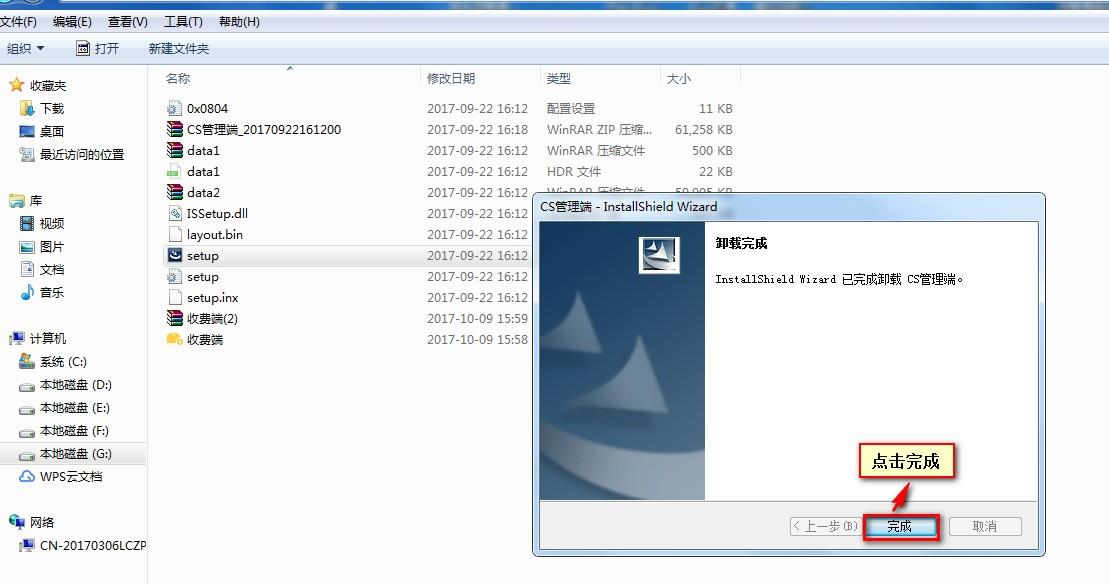 文件(F) 编辑(E) 查看(V) 工具(T) 帮助(H)
组织 打开 新建文件夹
名称 修改日期 类型 大小
收藏夹
下载
桌面
最近访问的位置
库
视频
图片
文档
音乐
计算机
系统 (C:)
本地磁盘 (D:)
本地磁盘 (E:)
本地磁盘 (F:)
本地磁盘 (G:)
WPS云文档
网络
CN-20170306LCZP
0x0804 2017-09-22 16:12 配置设置 11 KB
CS管理端_20170922161200 2017-09-22 16:18 WinRAR ZIP 压缩... 61,258 KB
data1 2017-09-22 16:12 WinRAR 压缩文件 500 KB
data1 2017-09-22 16:12 HDR 文件 22 KB
data2 2017-09-22 16:12 WinRAR 压缩文件
ISSetup.dll 2017-09-22 16:12
layout.bin 2017-09-22 16:12
setup 2017-09-22 16:12
setup 2017-09-22 16:12
setup.inx 2017-09-22 16:12
收费端(2) 2017-10-09 15:59
收费端 2017-10-09 15:58
CS管理端 - InstallShield Wizard
卸载完成
InstallShield Wizard 已完成卸载 CS管理端。
点击完成
<上一步(B) 完成 取消